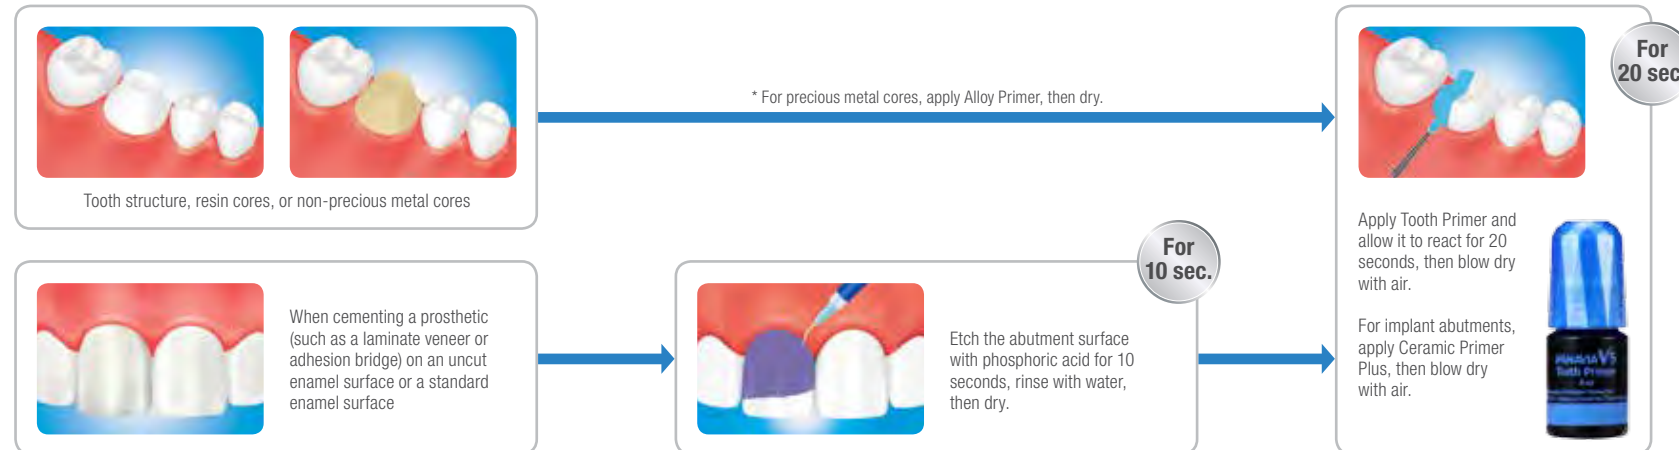 Tooth structure, resin cores, or non-precious metal cores
* For precious metal cores, apply Alloy Primer, then dry.
For
20 sec
Apply Tooth Primer and
allow it to react for 20
seconds, then blow dry
with air.
For implant abutments,
apply Ceramic Primer
Plus, then blow dry
with air.
V5
Tooth Primer
When cementing a prosthetic
(such as a laminate veneer or
adhesion bridge) on an uncut
enamel surface or a standard
enamel surface
For
10 sec.
Etch the abutment surface
with phosphoric acid for 10
seconds, rinse with water,
then dry.